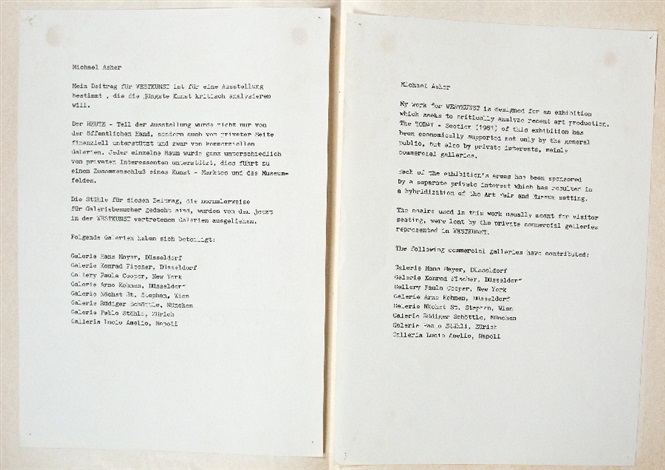 Michael Asher
Mein Beitrag für WESTKUNST ist für eine Ausstellung
bestimmt , die die jüngste Kunst kritisch analysieren
will.
Der HEUTE - Teil der Ausstellung wurde nicht nur von
der öffentlichen Hand, sondern auch von privater Seite
finanziell unterstützt und zwar von kommerziellen
Galerien. Jeder einzelne Raum wurde ganz unterschiedlich
von privaten Interessenten unterstützt, dies führt zu
einem Zusammenschluß eines Kunst - Marktes und des Museum-
feldes.
Die Stühle für diesen Beitrag, die normalerweise
für Galeriebesucher gedacht sind, wurden von den jetzt
in der WESTKUNST vertretenen Galerien ausgeliehen.
Folgende Galerien haben sich beteiligt:
Galerie Hans Meyer, Düsseldorf
Galerie Konrad Fischer, Düsseldorf
Gallery Paula Cooper, New York
Galerie Arno Kohnen, Düsseldorf
Galerie Nächst St. Stephan, Wien
Galerie Rüdiger Schöttle, München
Galerie Pablo Stähli, Zürich
Galleria Lucio Amelio, Napoli
Michael Asher
My work for WESTKUNST is designed for an exhibition
which seeks to critically analyze recent art production.
The TODAY - Section (1981) of this exhibition has
been economically supported not only by the general
public, but also by private interests, mainly
commercial galleries.
Each of the exhibition's areas has been sponsored
by a separate private interest which has resulted in
a hybridization of the Art Fair and Museum setting.
The chairs used in this work usually meant for visitor
seating, were lent by the private commercial galleries
represented in WESTKUNST.
The following commercial galleries have contributed:
Galerie Hans Meyer, Düsseldorf
Galerie Konrad Fischer, Düsseldorf
Gallery Paula Cooper, New York
Galerie Arno Kohnen, Düsseldorf
Galerie Nächst St. Stephan, Wien
Galerie Rüdiger Schöttle, München
Galerie Pablo Stähli, Zürich
Galleria Lucio Amelio, Napoli